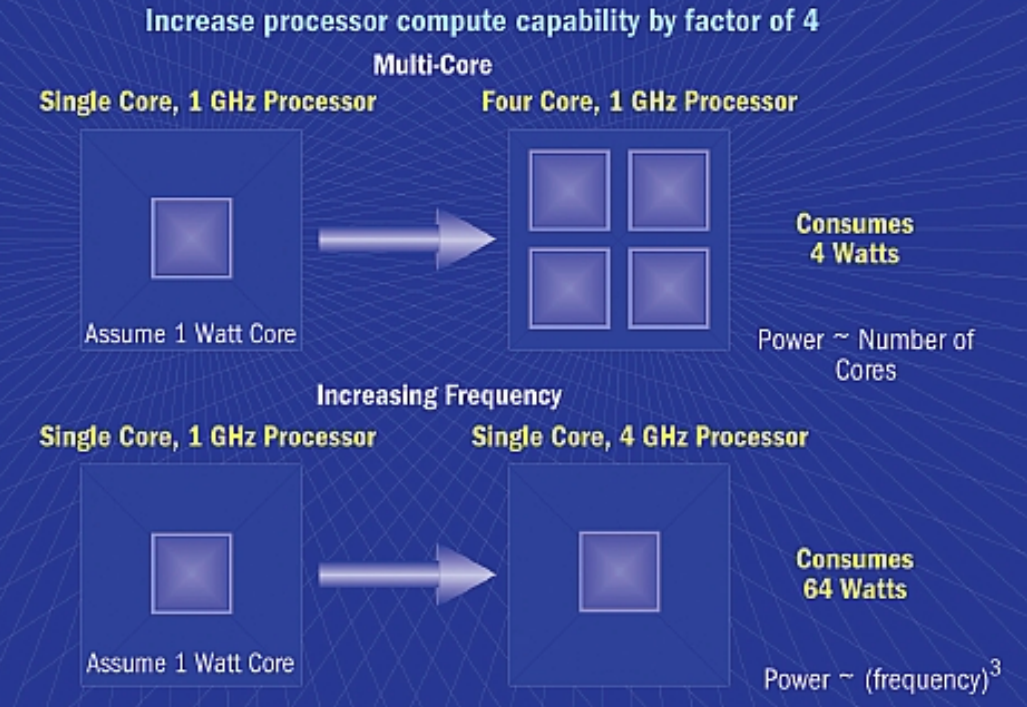 Increase processor compute capability by factor of 4
Multi-Core
Single Core, 1 GHz Processor
Four Core, 1 GHz Processor
Assume 1 Watt Core
Consumes
4 Watts
Power ~ Number of
Cores
Increasing Frequency
Single Core, 1 GHz Processor
Single Core, 4 GHz Processor
Assume 1 Watt Core
Consumes
64 Watts
Power ~ (frequency)³